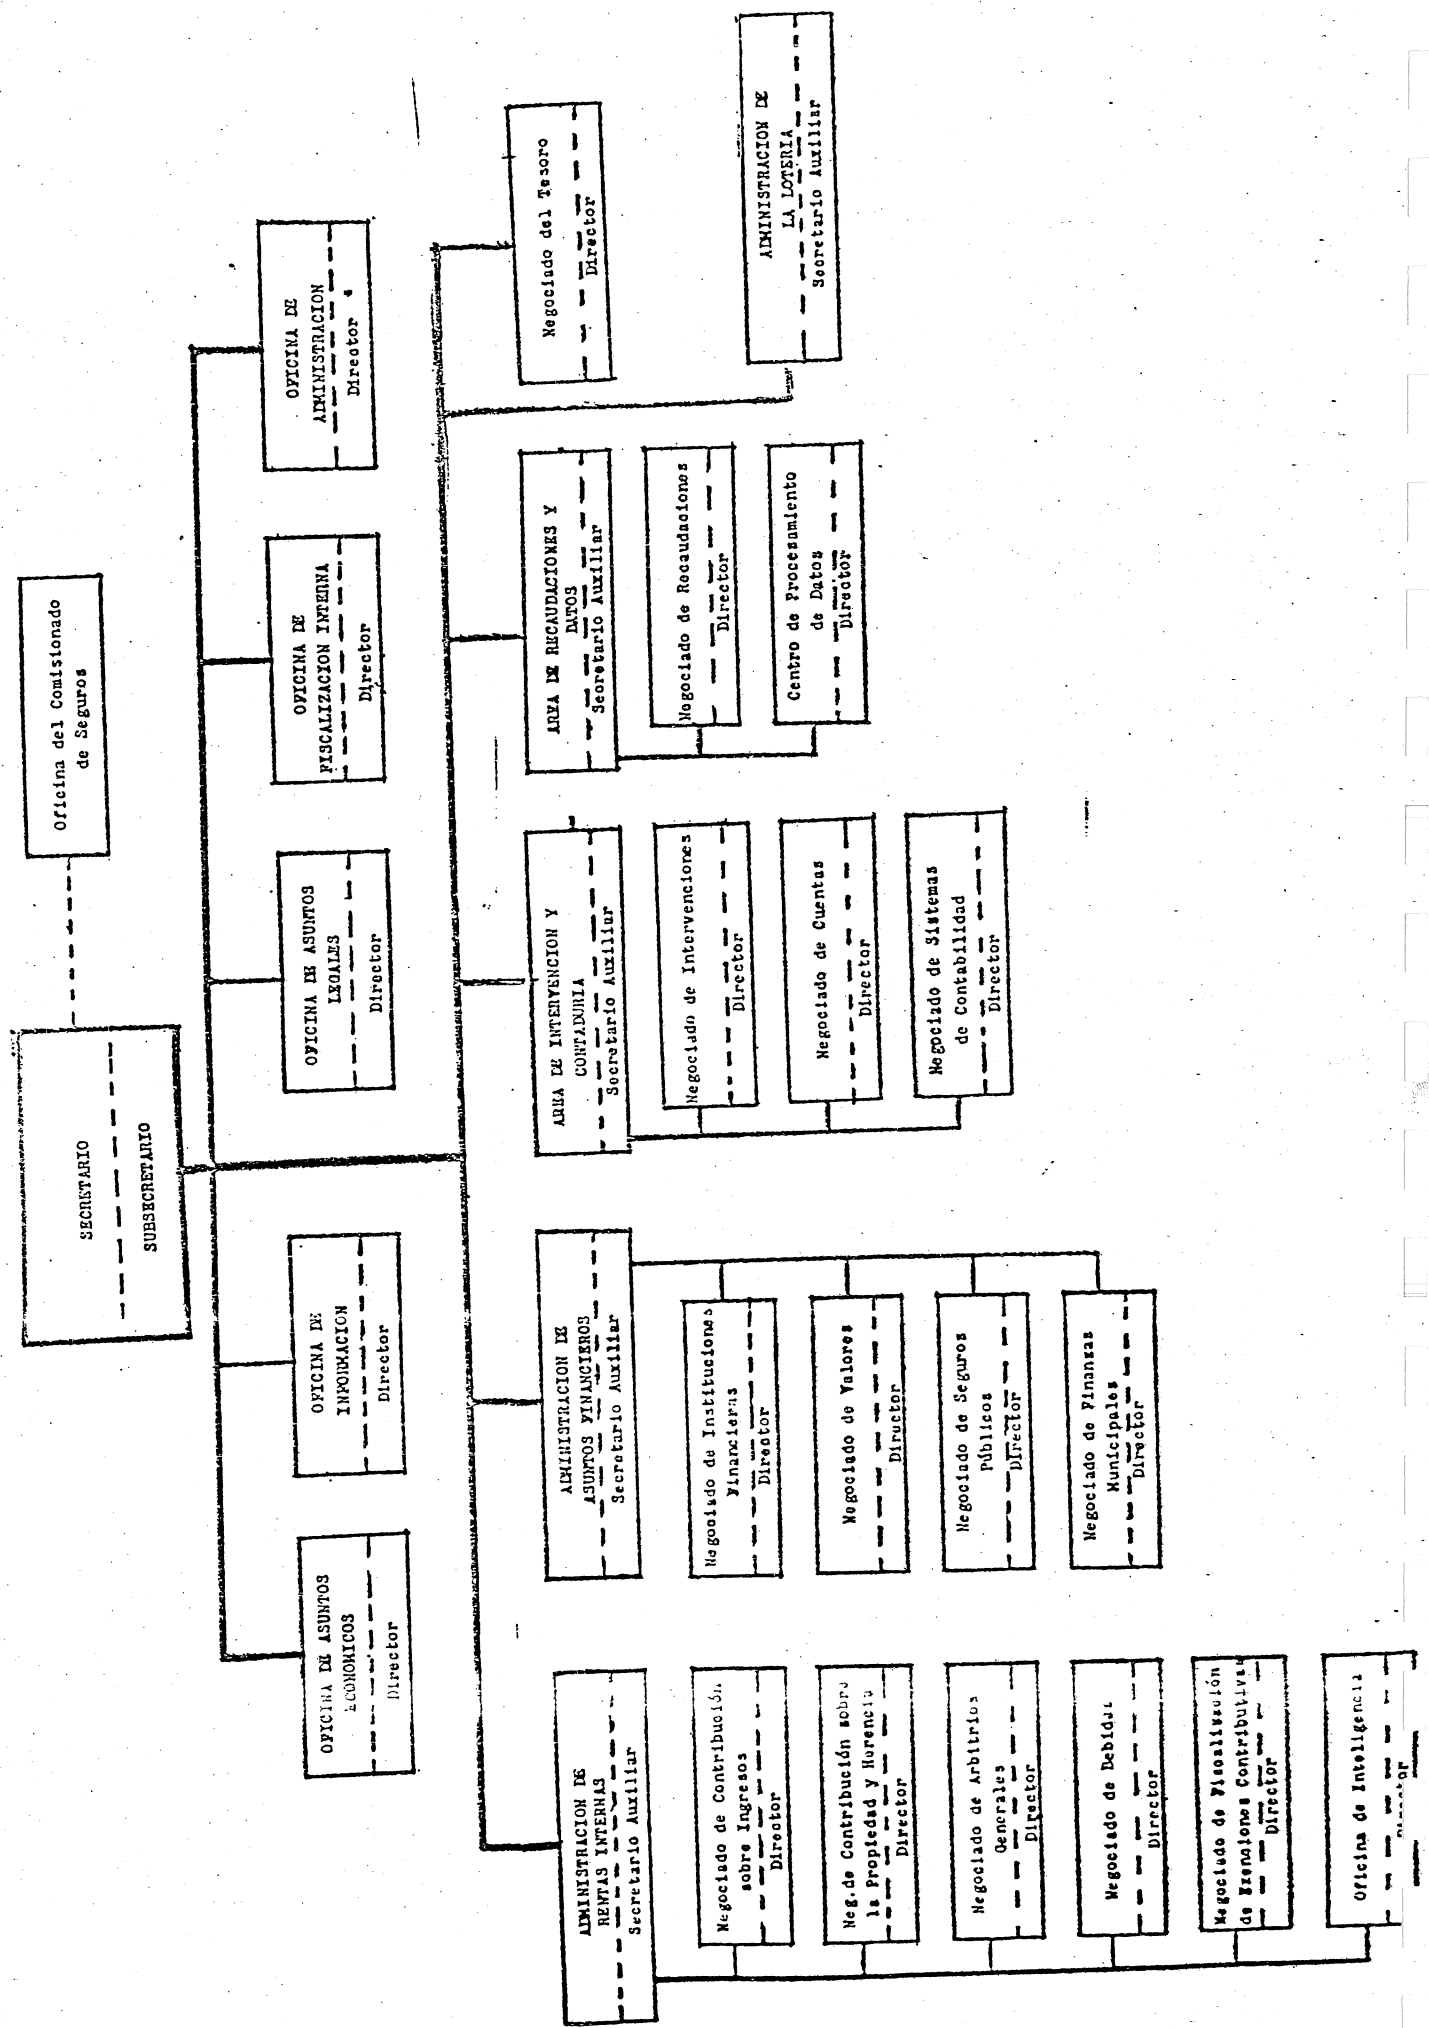 Oficina del Comisionado
de Seguros
SECRETARIO
SUBSECRETARIO
OFICINA DE ASUNTOS
ECONOMICOS
Director
OFICINA DE
INFORMACION
Director
OFICINA DE ASUNTOS
LEGALES
Director
OFICINA DE
FISCALIZACION INTERNA
Director
OFICINA DE
ADMINISTRACION
Director
ADMINISTRACION DE
RENTAS INTERNAS
Secretario Auxiliar
Negociado de Contribución
sobre Ingresos
Director
Neg. de Contribución sobre
la Propiedad y Herencia
Director
Negociado de Arbitrios
Generales
Director
Negociado de Bebidas
Director
Negociado de Fiscalización
de Exenciones Contributivas
Director
Oficina de Inteligencia
Director
ADMINISTRACION DE
ASUNTOS FINANCIEROS
Secretario Auxiliar
Negociado de Instituciones
Financieras
Director
Negociado de Valores
Director
Negociado de Seguros
Públicos
Director
Negociado de Finanzas
Municipales
Director
AREA DE INTERVENCION Y
CONTADURIA
Secretario Auxiliar
Negociado de Intervenciones
Director
Negociado de Cuentas
Director
Negociado de Sistemas
de Contabilidad
Director
AREA DE RECAUDACIONES Y
DATOS
Secretario Auxiliar
Negociado de Recaudaciones
Director
Centro de Procesamiento
de Datos
Director
Negociado del Tesoro
Director
ADMINISTRACION DE
LA LOTERIA
Secretario Auxiliar